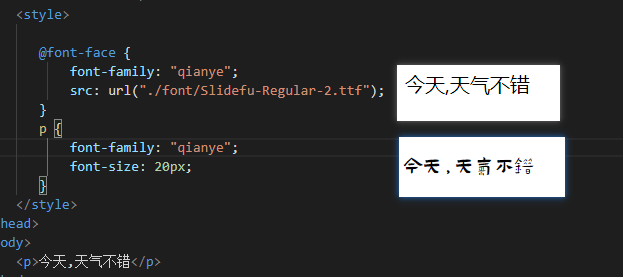 <style>
@font-face {
font-family: "qianye";
src: url("./font/Slidefu-Regular-2.ttf");
}
p {
font-family: "qianye";
font-size: 20px;
}
</style>
head>
ody>
<p>今天,天气不错</p>
今天,天气不错
今天,天气不错